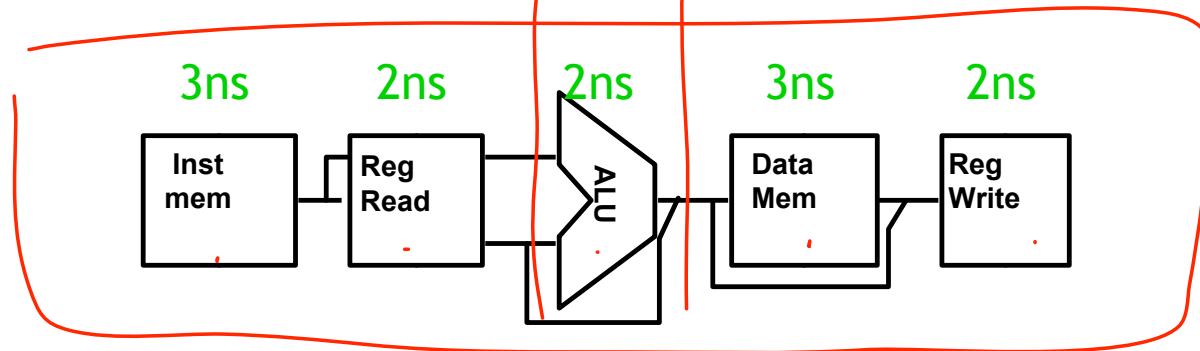 3ns 2ns 2ns 3ns 2ns
Inst
mem
Reg
Read
ALU
Data
Mem
Reg
Write